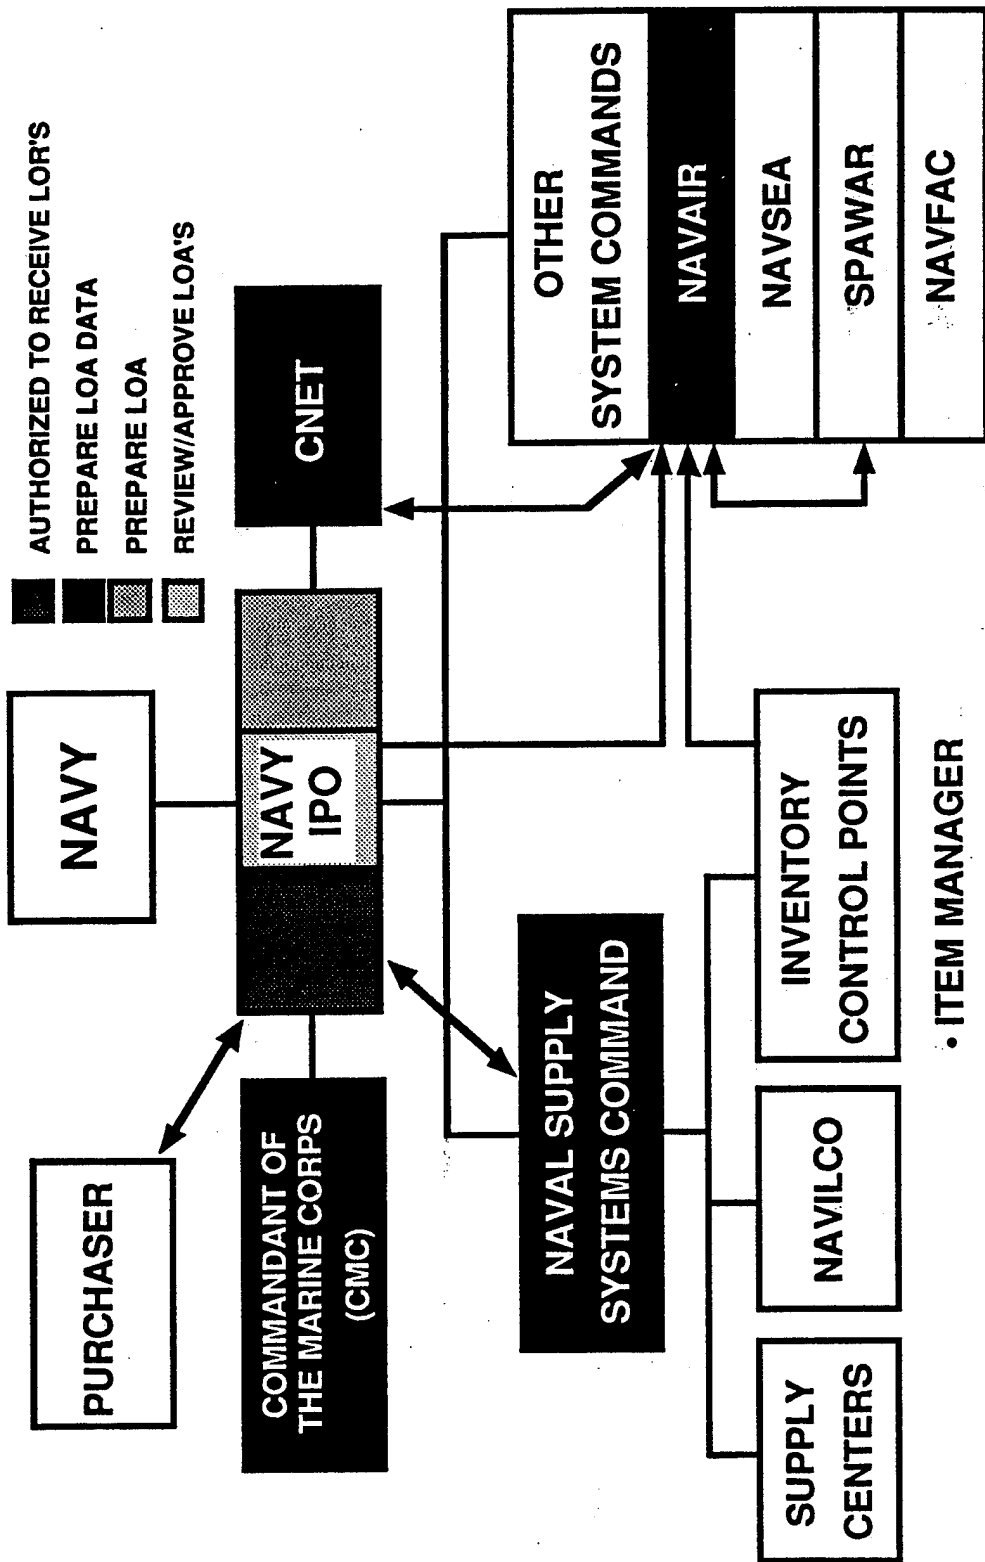 AUTHORIZED TO RECEIVE LOR'S
PREPARE LOA DATA
PREPARE LOA
REVIEW/APPROVE LOA'S
NAVY
PURCHASER
COMMANDANT OF
THE MARINE CORPS
(CMC)
NAVY
IPO
CNET
NAVAL SUPPLY
SYSTEMS COMMAND
OTHER
SYSTEM COMMANDS
NAVAIR
NAVSEA
SPAWAR
NAVFAC
SUPPLY
CENTERS
NAVILCO
INVENTORY
CONTROL POINTS
• ITEM MANAGER